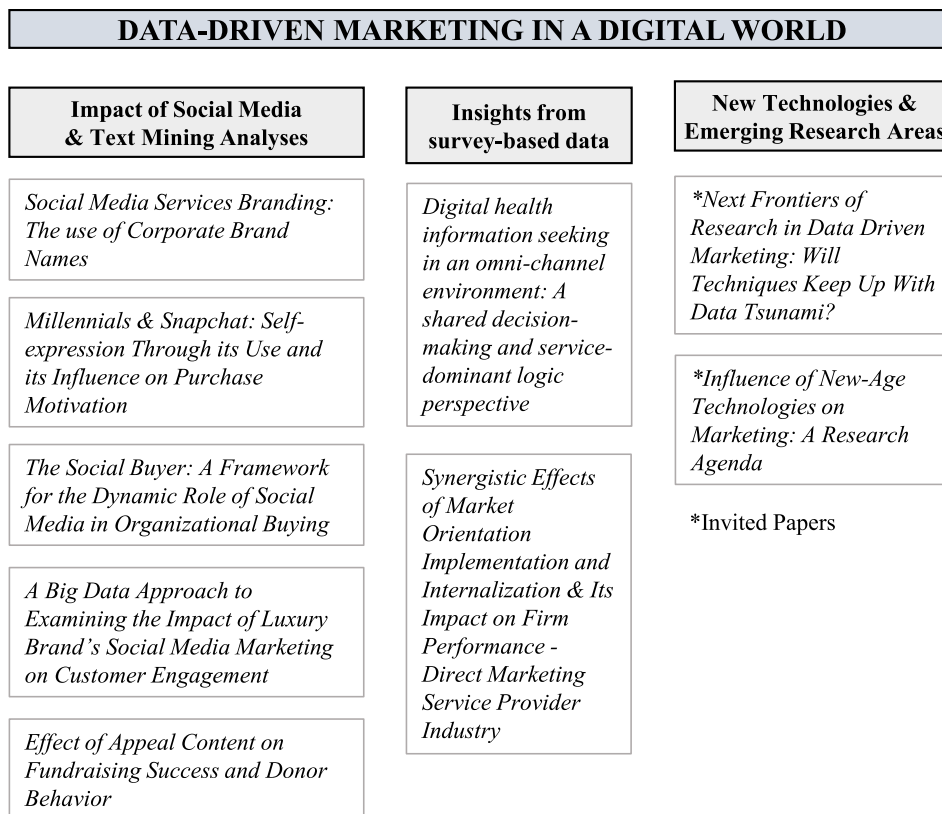 DATA-DRIVEN MARKETING IN A DIGITAL WORLD
Impact of Social Media
& Text Mining Analyses
Social Media Services Branding:
The use of Corporate Brand
Names
Millennials & Snapchat: Self-
expression Through its Use and
its Influence on Purchase
Motivation
The Social Buyer: A Framework
for the Dynamic Role of Social
Media in Organizational Buying
A Big Data Approach to
Examining the Impact of Luxury
Brand's Social Media Marketing
on Customer Engagement
Effect of Appeal Content on
Fundraising Success and Donor
Behavior
Insights from
survey-based data
Digital health
information seeking
in an omni-channel
environment: A
shared decision-
making and service-
dominant logic
perspective
Synergistic Effects
of Market
Orientation
Implementation and
Internalization & Its
Impact on Firm
Performance -
Direct Marketing
Service Provider
Industry
New Technologies &
Emerging Research Areas
*Next Frontiers of
Research in Data Driven
Marketing: Will
Techniques Keep Up With
Data Tsunami?
*Influence of New-Age
Technologies on
Marketing: A Research
Agenda
*Invited Papers